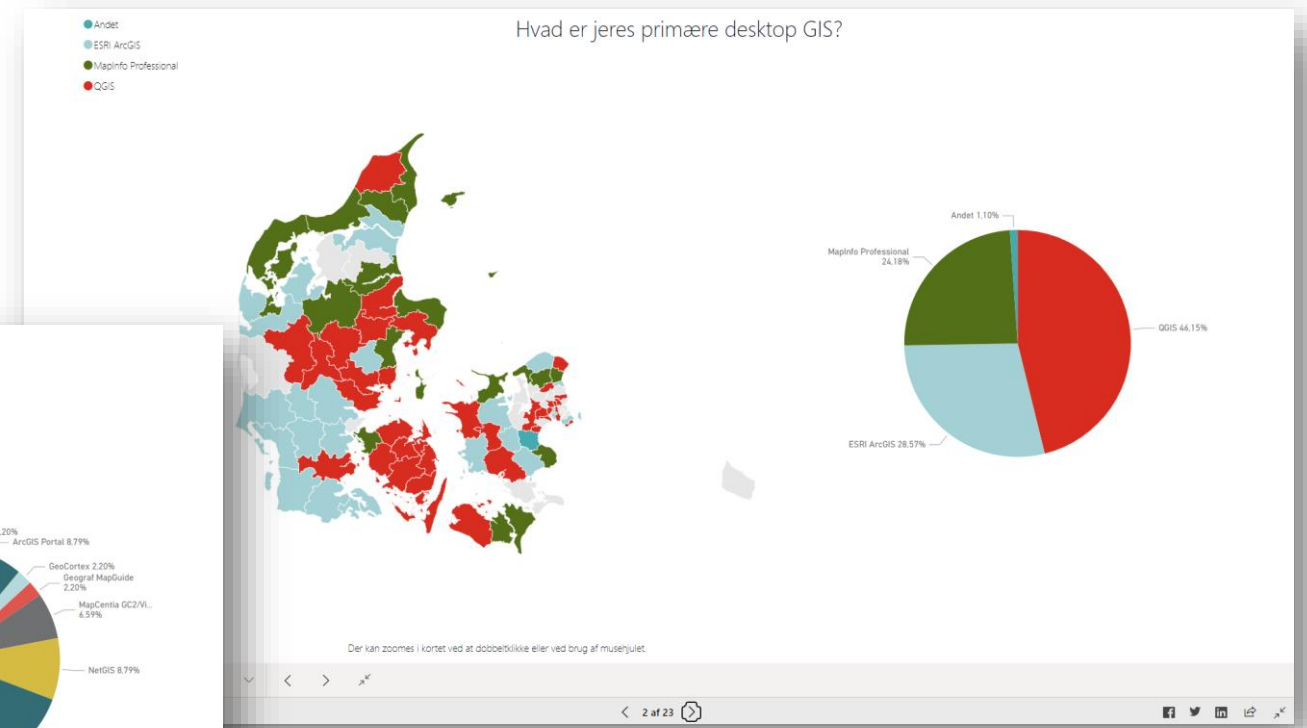 Hvad er jeres primære desktop GIS?
Andet
ESRI ArcGIS
MapInfo Professional
QGIS
Andet 1,10%
MapInfo Professional
24,18%
QGIS 46,15%
ESRI ArcGIS 28,57%
Der kan zoomes i kortet ved at dobbeltklikke eller ved brug af musehjulet.
2 af 23
,20%
ArcGIS Portal 8,79%
GeoCortex 2,20%
Geograf MapGuide
2,20%
MapCentia GC2/Vi...
6,59%
NetGIS 8,79%